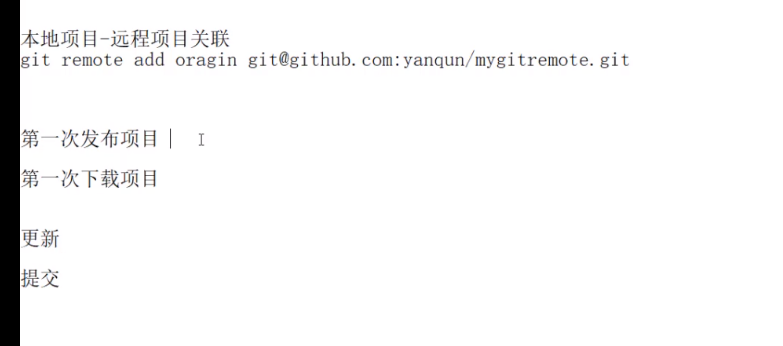 本地项目-远程项目关联
git remote add oragin git@github.com:yanqun/mygitremote.git
第一次发布项目
第一次下载项目
更新
提交